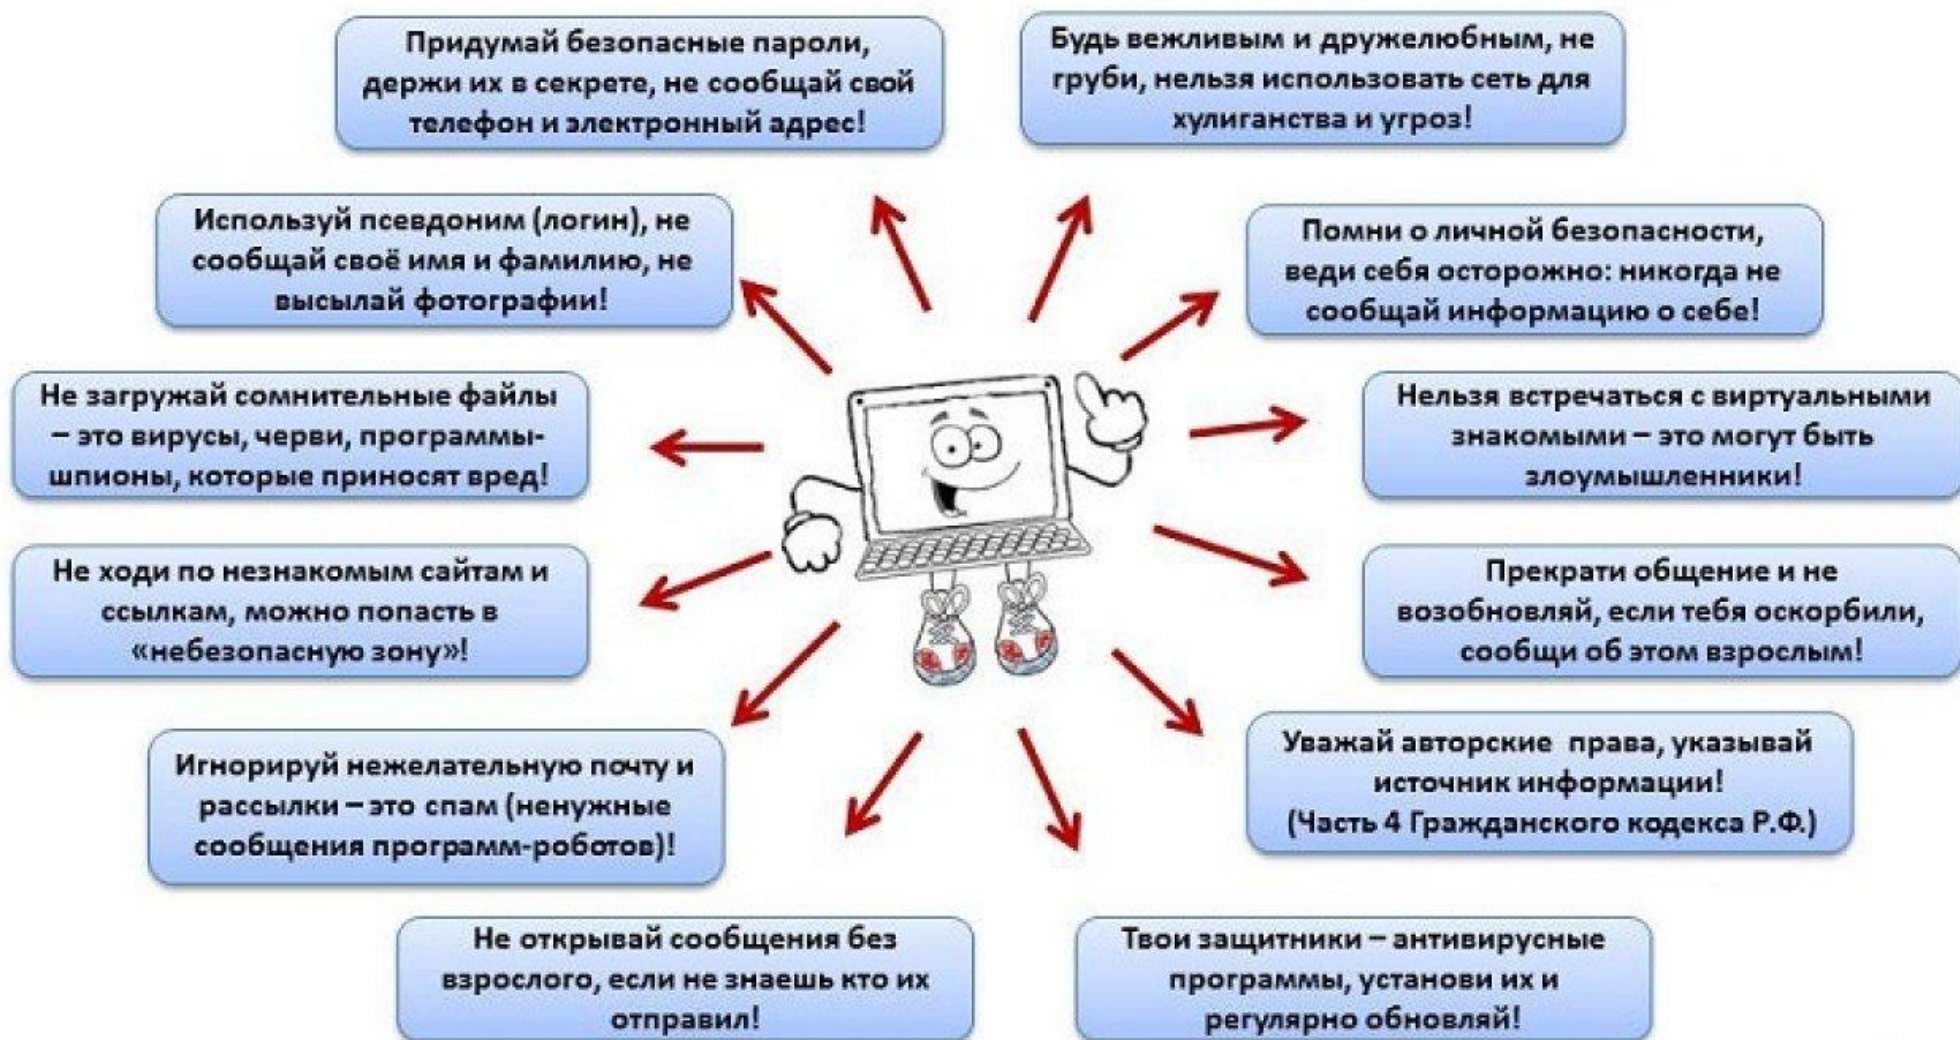 Придумай безопасные пароли,
держи их в секрете, не сообщай свой
телефон и электронный адрес!
Будь вежливым и дружелюбным, не
груби, нельзя использовать сеть для
хулиганства и угроз!
Используй псевдоним (логин), не
сообщай своё имя и фамилию, не
высылай фотографии!
Помни о личной безопасности,
веди себя осторожно: никогда не
сообщай информацию о себе!
Не загружай сомнительные файлы
– это вирусы, черви, программы-
шпионы, которые приносят вред!
Нельзя встречаться с виртуальными
знакомыми – это могут быть
злоумышленники!
Не ходи по незнакомым сайтам и
ссылкам, можно попасть в
«небезопасную зону»!
Прекрати общение и не
возобновляй, если тебя оскорбили,
сообщи об этом взрослым!
Игнорируй нежелательную почту и
рассылки – это спам (ненужные
сообщения программ-роботов)!
Уважай авторские права, указывай
источник информации!
(Часть 4 Гражданского кодекса Р.Ф.)
Не открывай сообщения без
взрослого, если не знаешь кто их
отправил!
Твои защитники – антивирусные
программы, установи их и
регулярно обновляй!